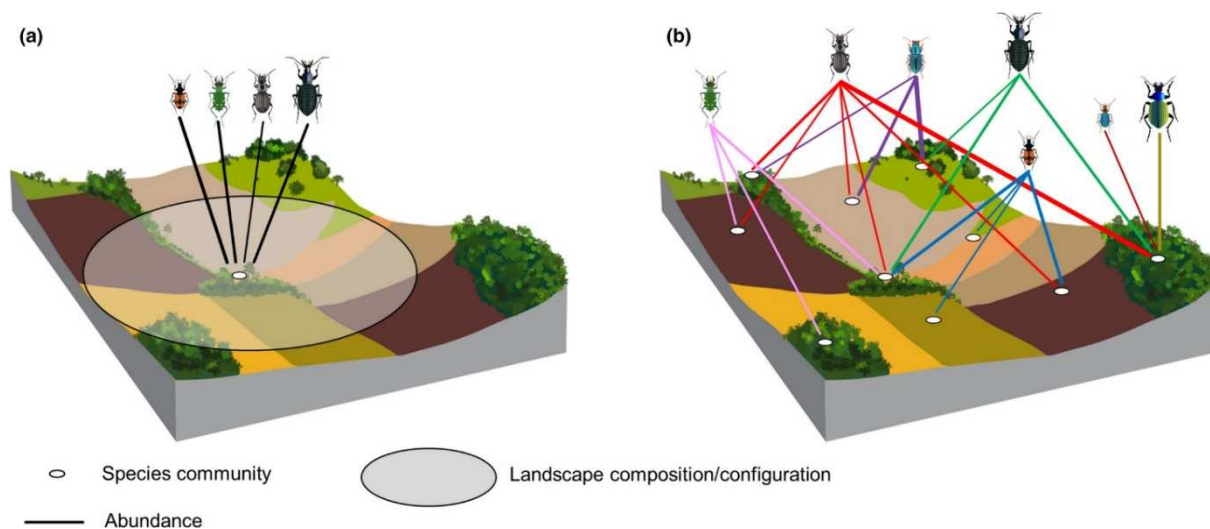 (a)
(b)
Species community
Landscape composition/configuration
Abundance